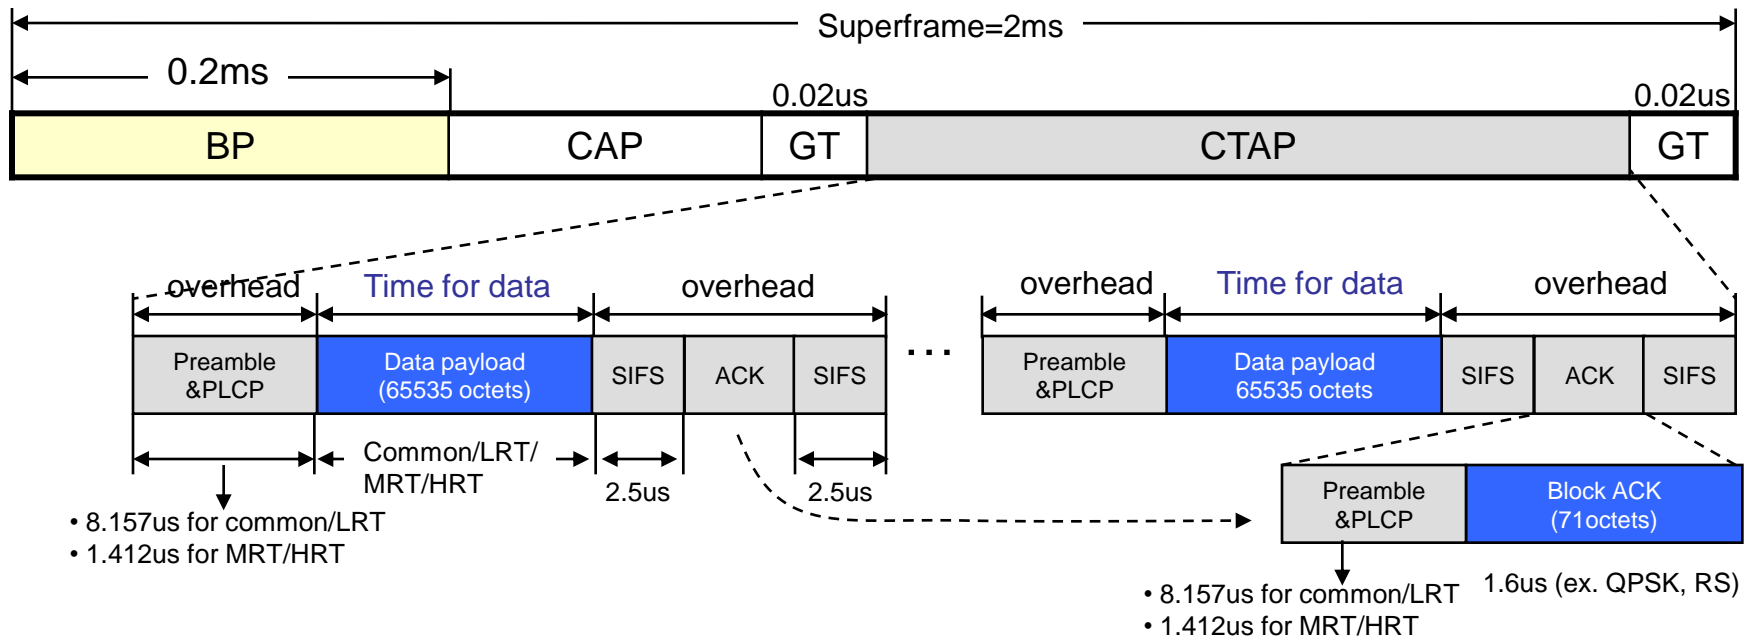 Superframe=2ms
0.2ms
0.02us
0.02us
BP
CAP
GT
CTAP
GT
overhead
Time for data
overhead
overhead
Time for data
overhead
Preamble
&PLCP
Data payload
(65535 octets)
SIFS
ACK
SIFS
...
Preamble
&PLCP
Data payload
65535 octets
SIFS
ACK
SIFS
Common/LRT/
MRT/HRT
2.5us
2.5us
• 8.157us for common/LRT
• 1.412us for MRT/HRT
Preamble
&PLCP
Block ACK
(71octets)
1.6us (ex. QPSK, RS)
• 8.157us for common/LRT
• 1.412us for MRT/HRT